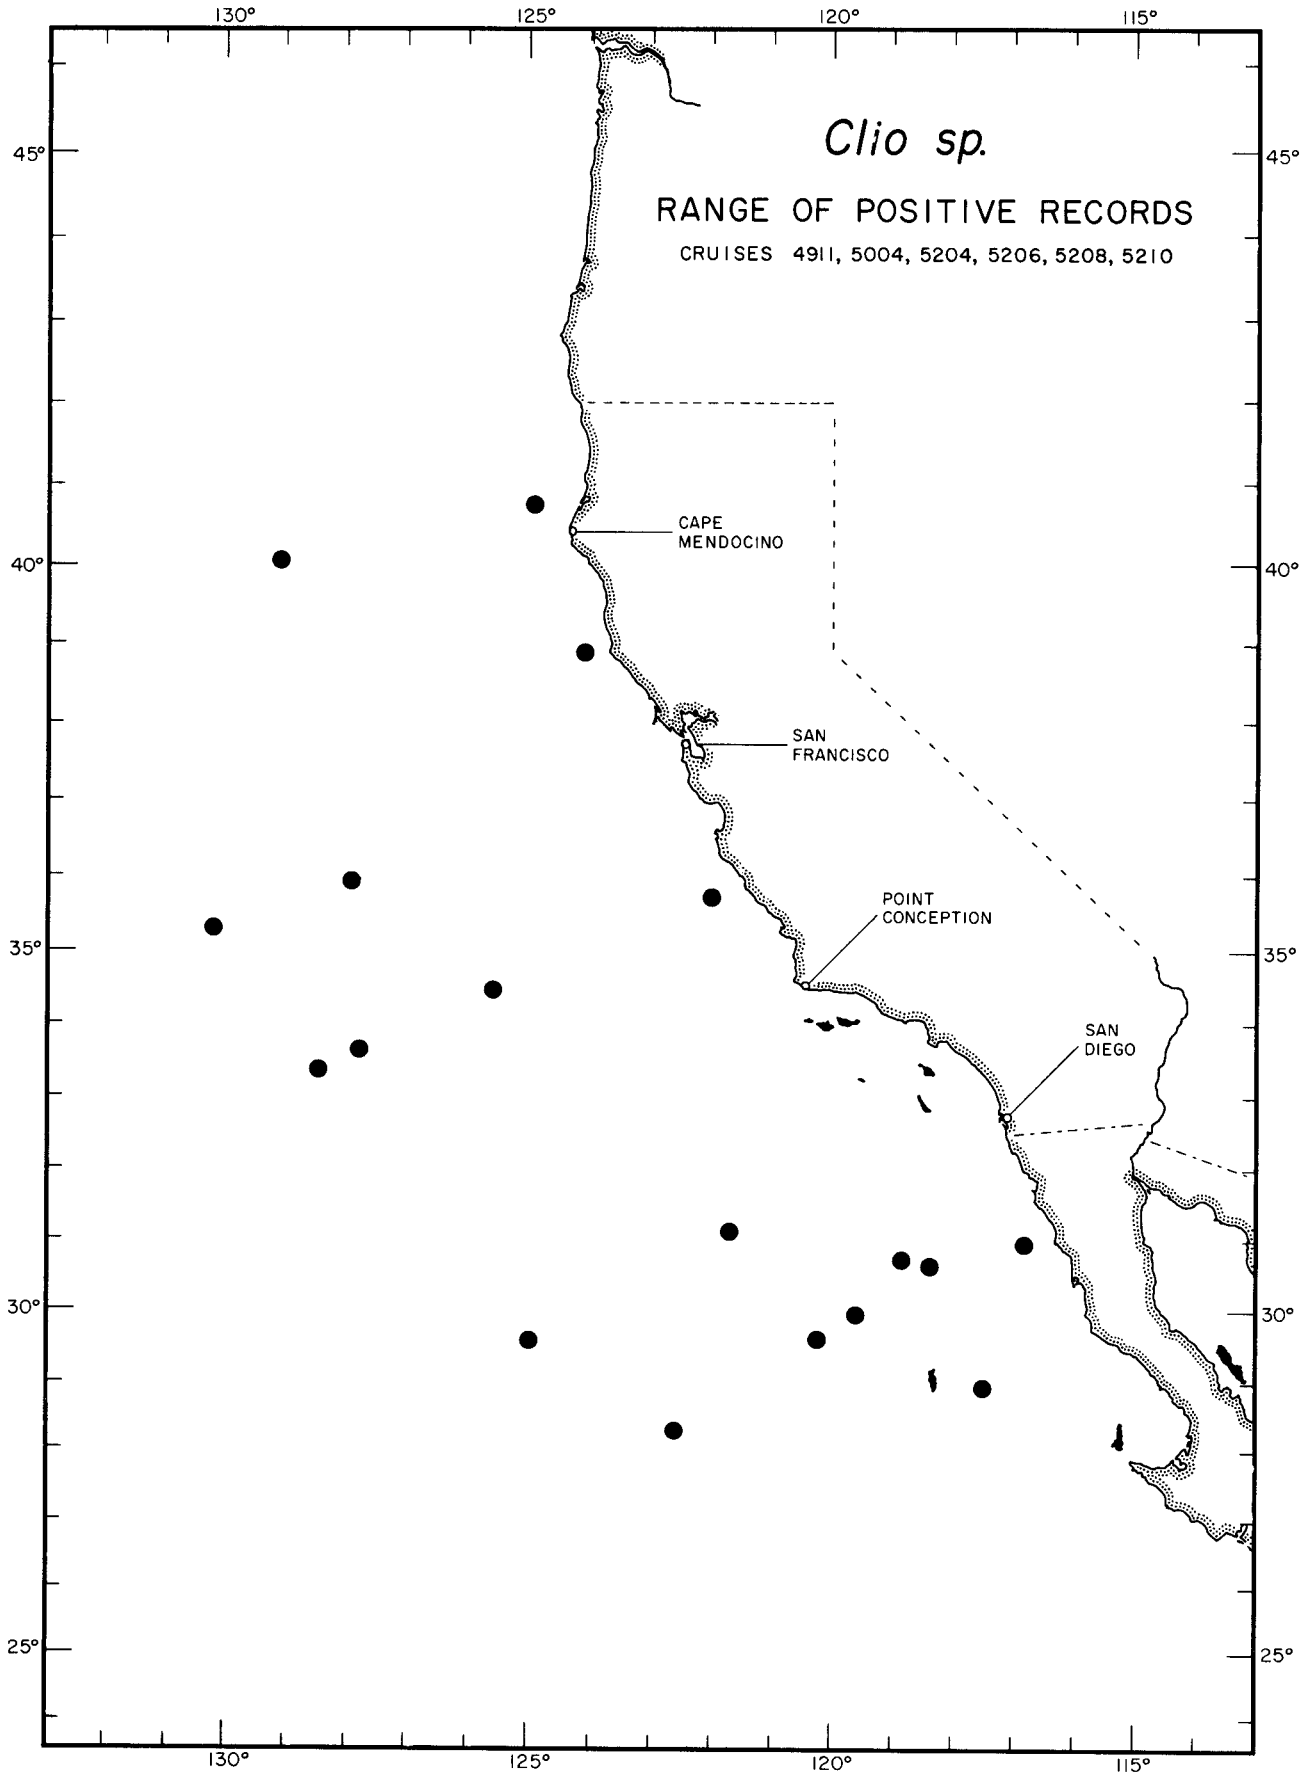 130° 125° 120° 115°
Clio sp.
RANGE OF POSITIVE RECORDS
CRUISES 4911, 5004, 5204, 5206, 5208, 5210
45° 45°
CAPE
MENDOCINO
40° 40°
SAN
FRANCISCO
POINT
CONCEPTION
35° 35°
SAN
DIEGO
30° 30°
25° 25°
130° 125° 120° 115°